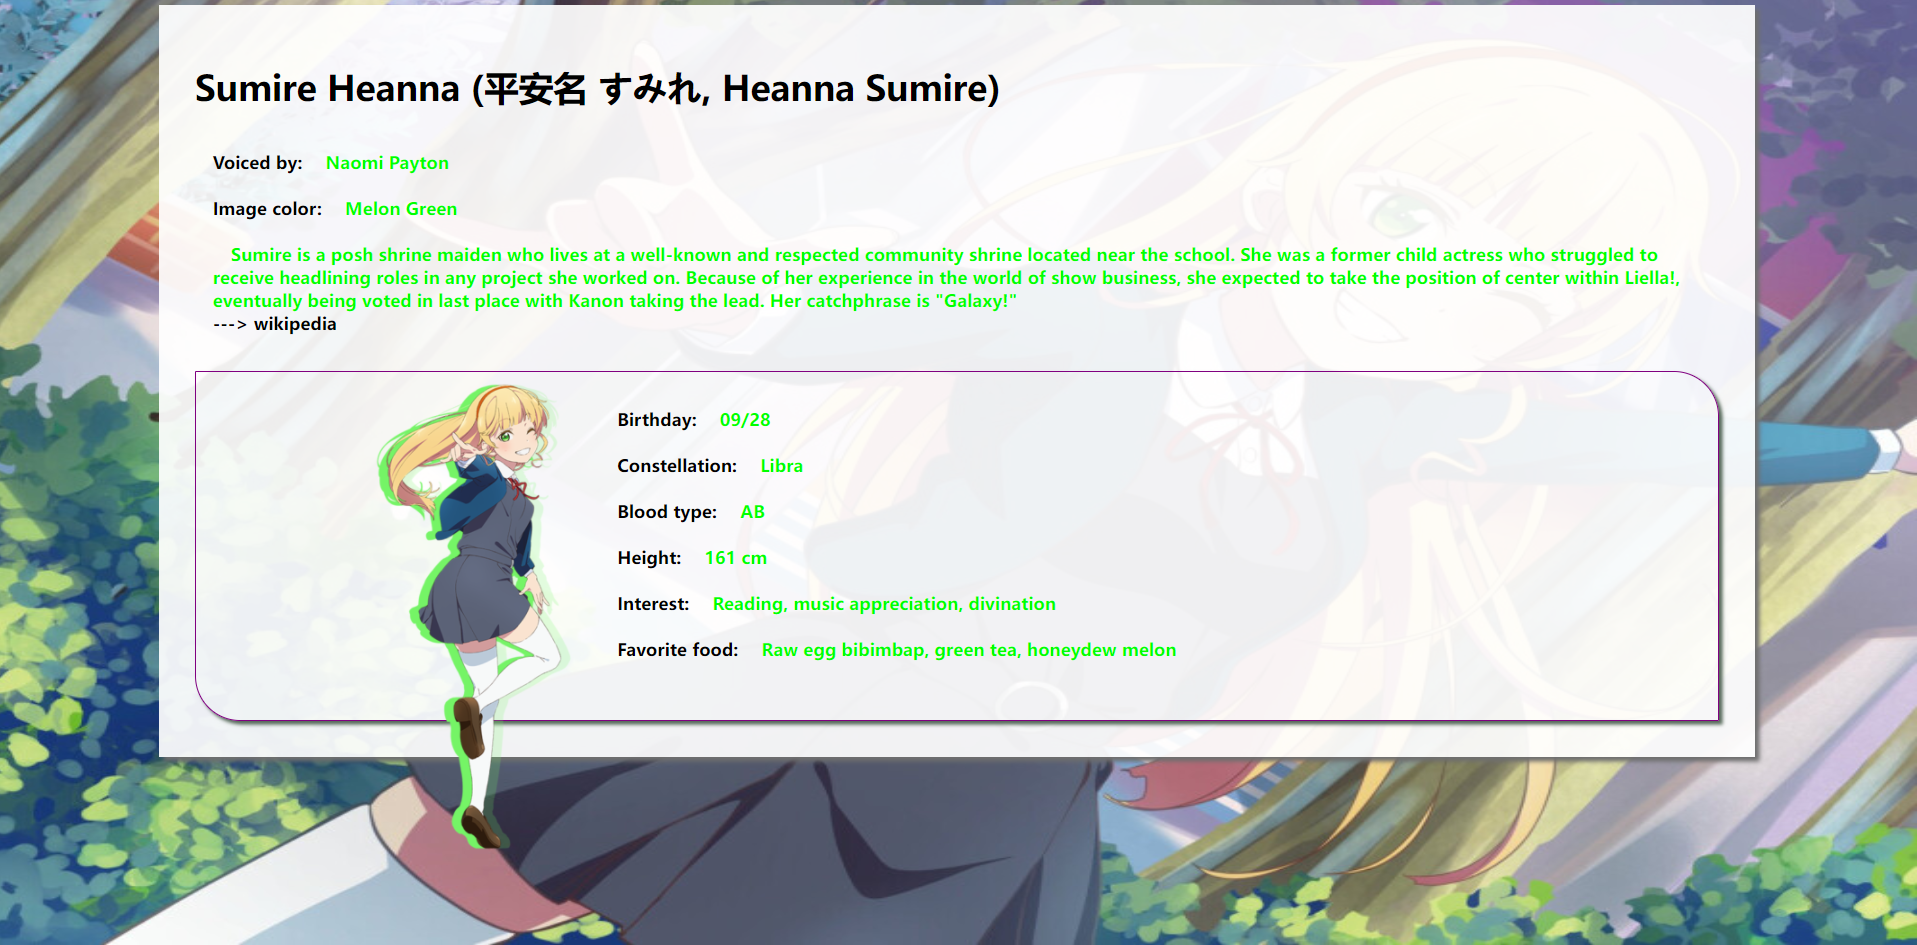 Sumire Heanna (平安名 すみれ, Heanna Sumire)
Voiced by: Naomi Payton
Image color: Melon Green
Sumire is a posh shrine maiden who lives at a well-known and respected community shrine located near the school. She was a former child actress who struggled to
receive headlining roles in any project she worked on. Because of her experience in the world of show business, she expected to take the position of center within Liella!,
eventually being voted in last place with Kanon taking the lead. Her catchphrase is "Galaxy!"
---> wikipedia
Birthday: 09/28
Constellation: Libra
Blood type: AB
Height: 161 cm
Interest: Reading, music appreciation, divination
Favorite food: Raw egg bibimbap, green tea, honeydew melon